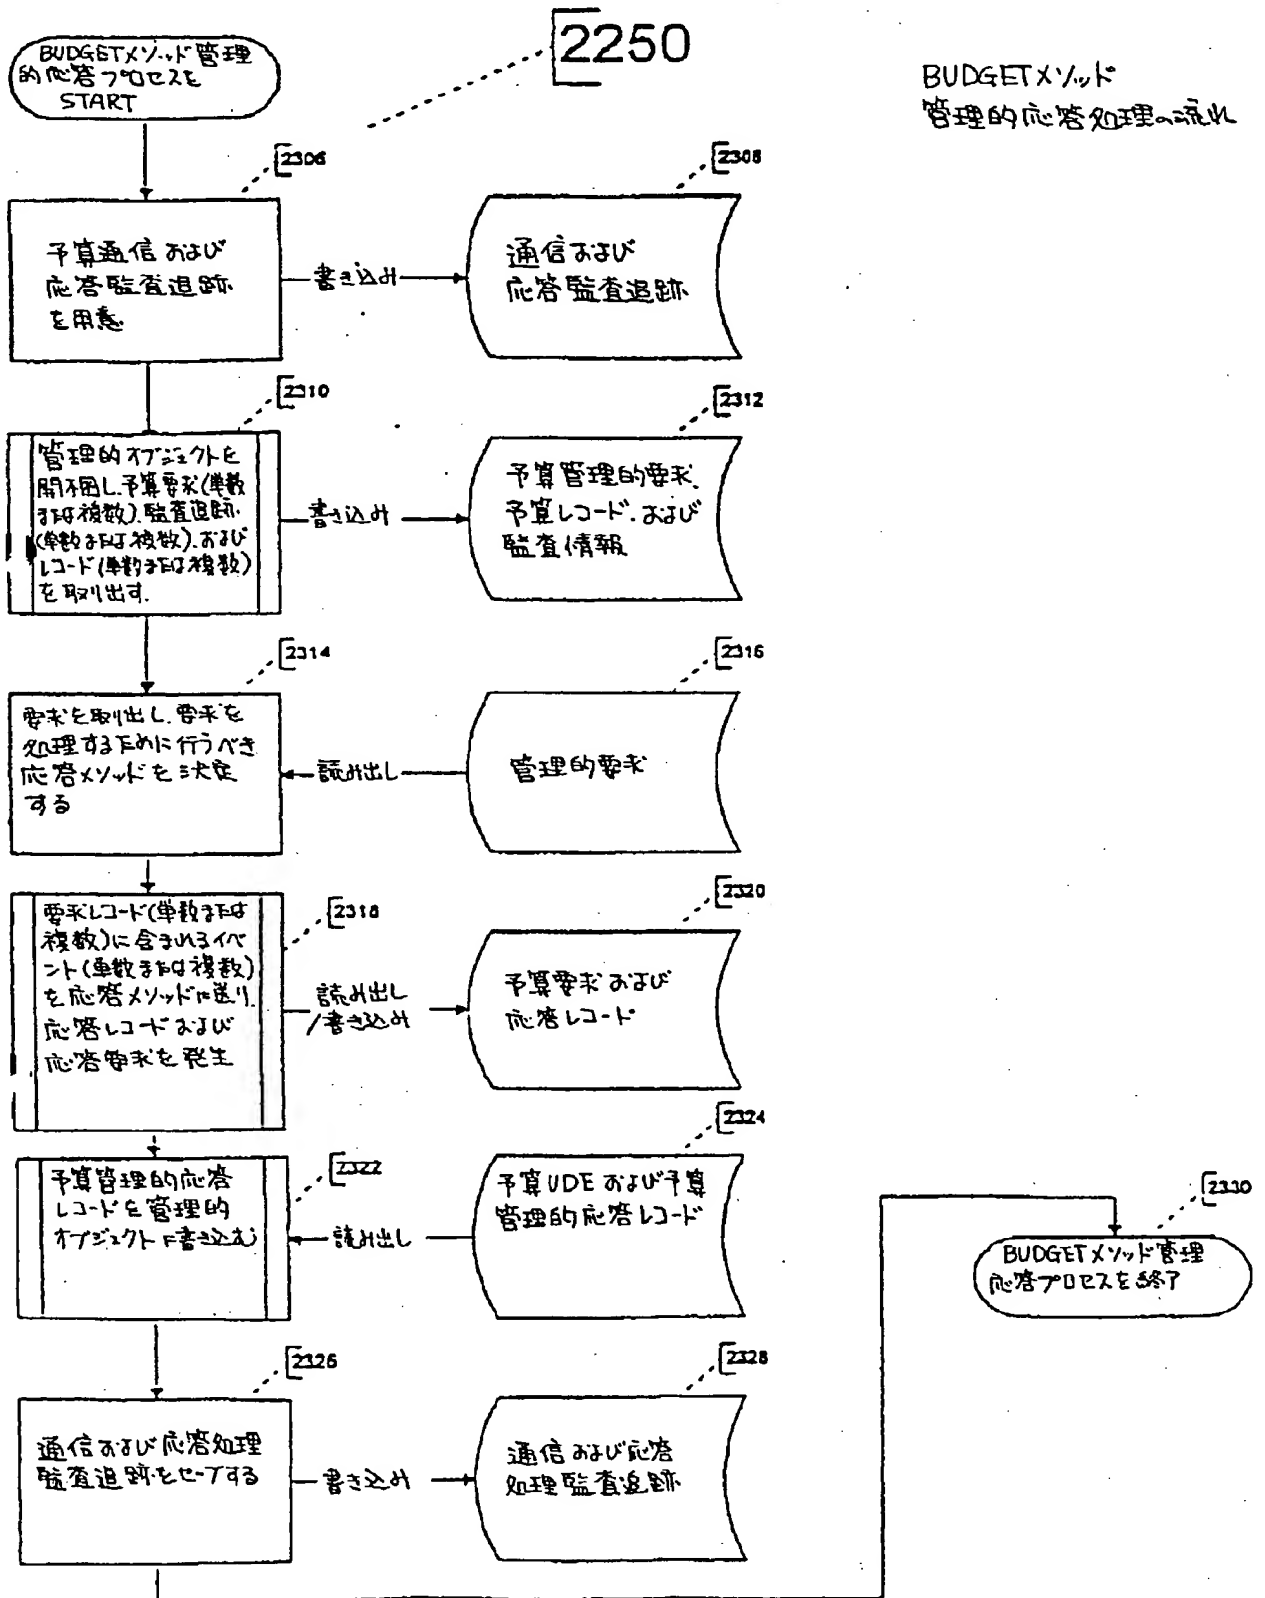 BUDGETメソッド管理
的応答プロセスを
START
2250
BUDGETメソッド
管理的応答処理の流れ
2306
予算通信および
応答監査追跡
を用意
書き込み
2308
通信および
応答監査追跡
2310
管理的オブジェクトを
開梱し、予算要求(単数
または複数)、監査追跡
(単数または複数)、および
レコード(単数または複数)
を取り出す.
書き込み
2312
予算管理的要求、
予算レコード、および
監査情報
2314
要求を取り出し、要求を
処理するために行うべき
応答メソッドを決定
する
読み出し
2316
管理的要求
2318
要求レコード(単数または
複数)に含まれるイベ
ント(単数または複数)
を応答メソッドに送り、
応答レコードおよび
応答要求を発生
読み出し
/書き込み
2320
予算要求および
応答レコード
2322
予算管理的応答
レコードを管理的
オブジェクトに書き込む
読み出し
2324
予算UDEおよび予算
管理的応答レコード
2326
通信および応答処理
監査追跡をセーブする
書き込み
2328
通信および応答
処理監査追跡
2330
BUDGETメソッド管理
応答プロセスを終了